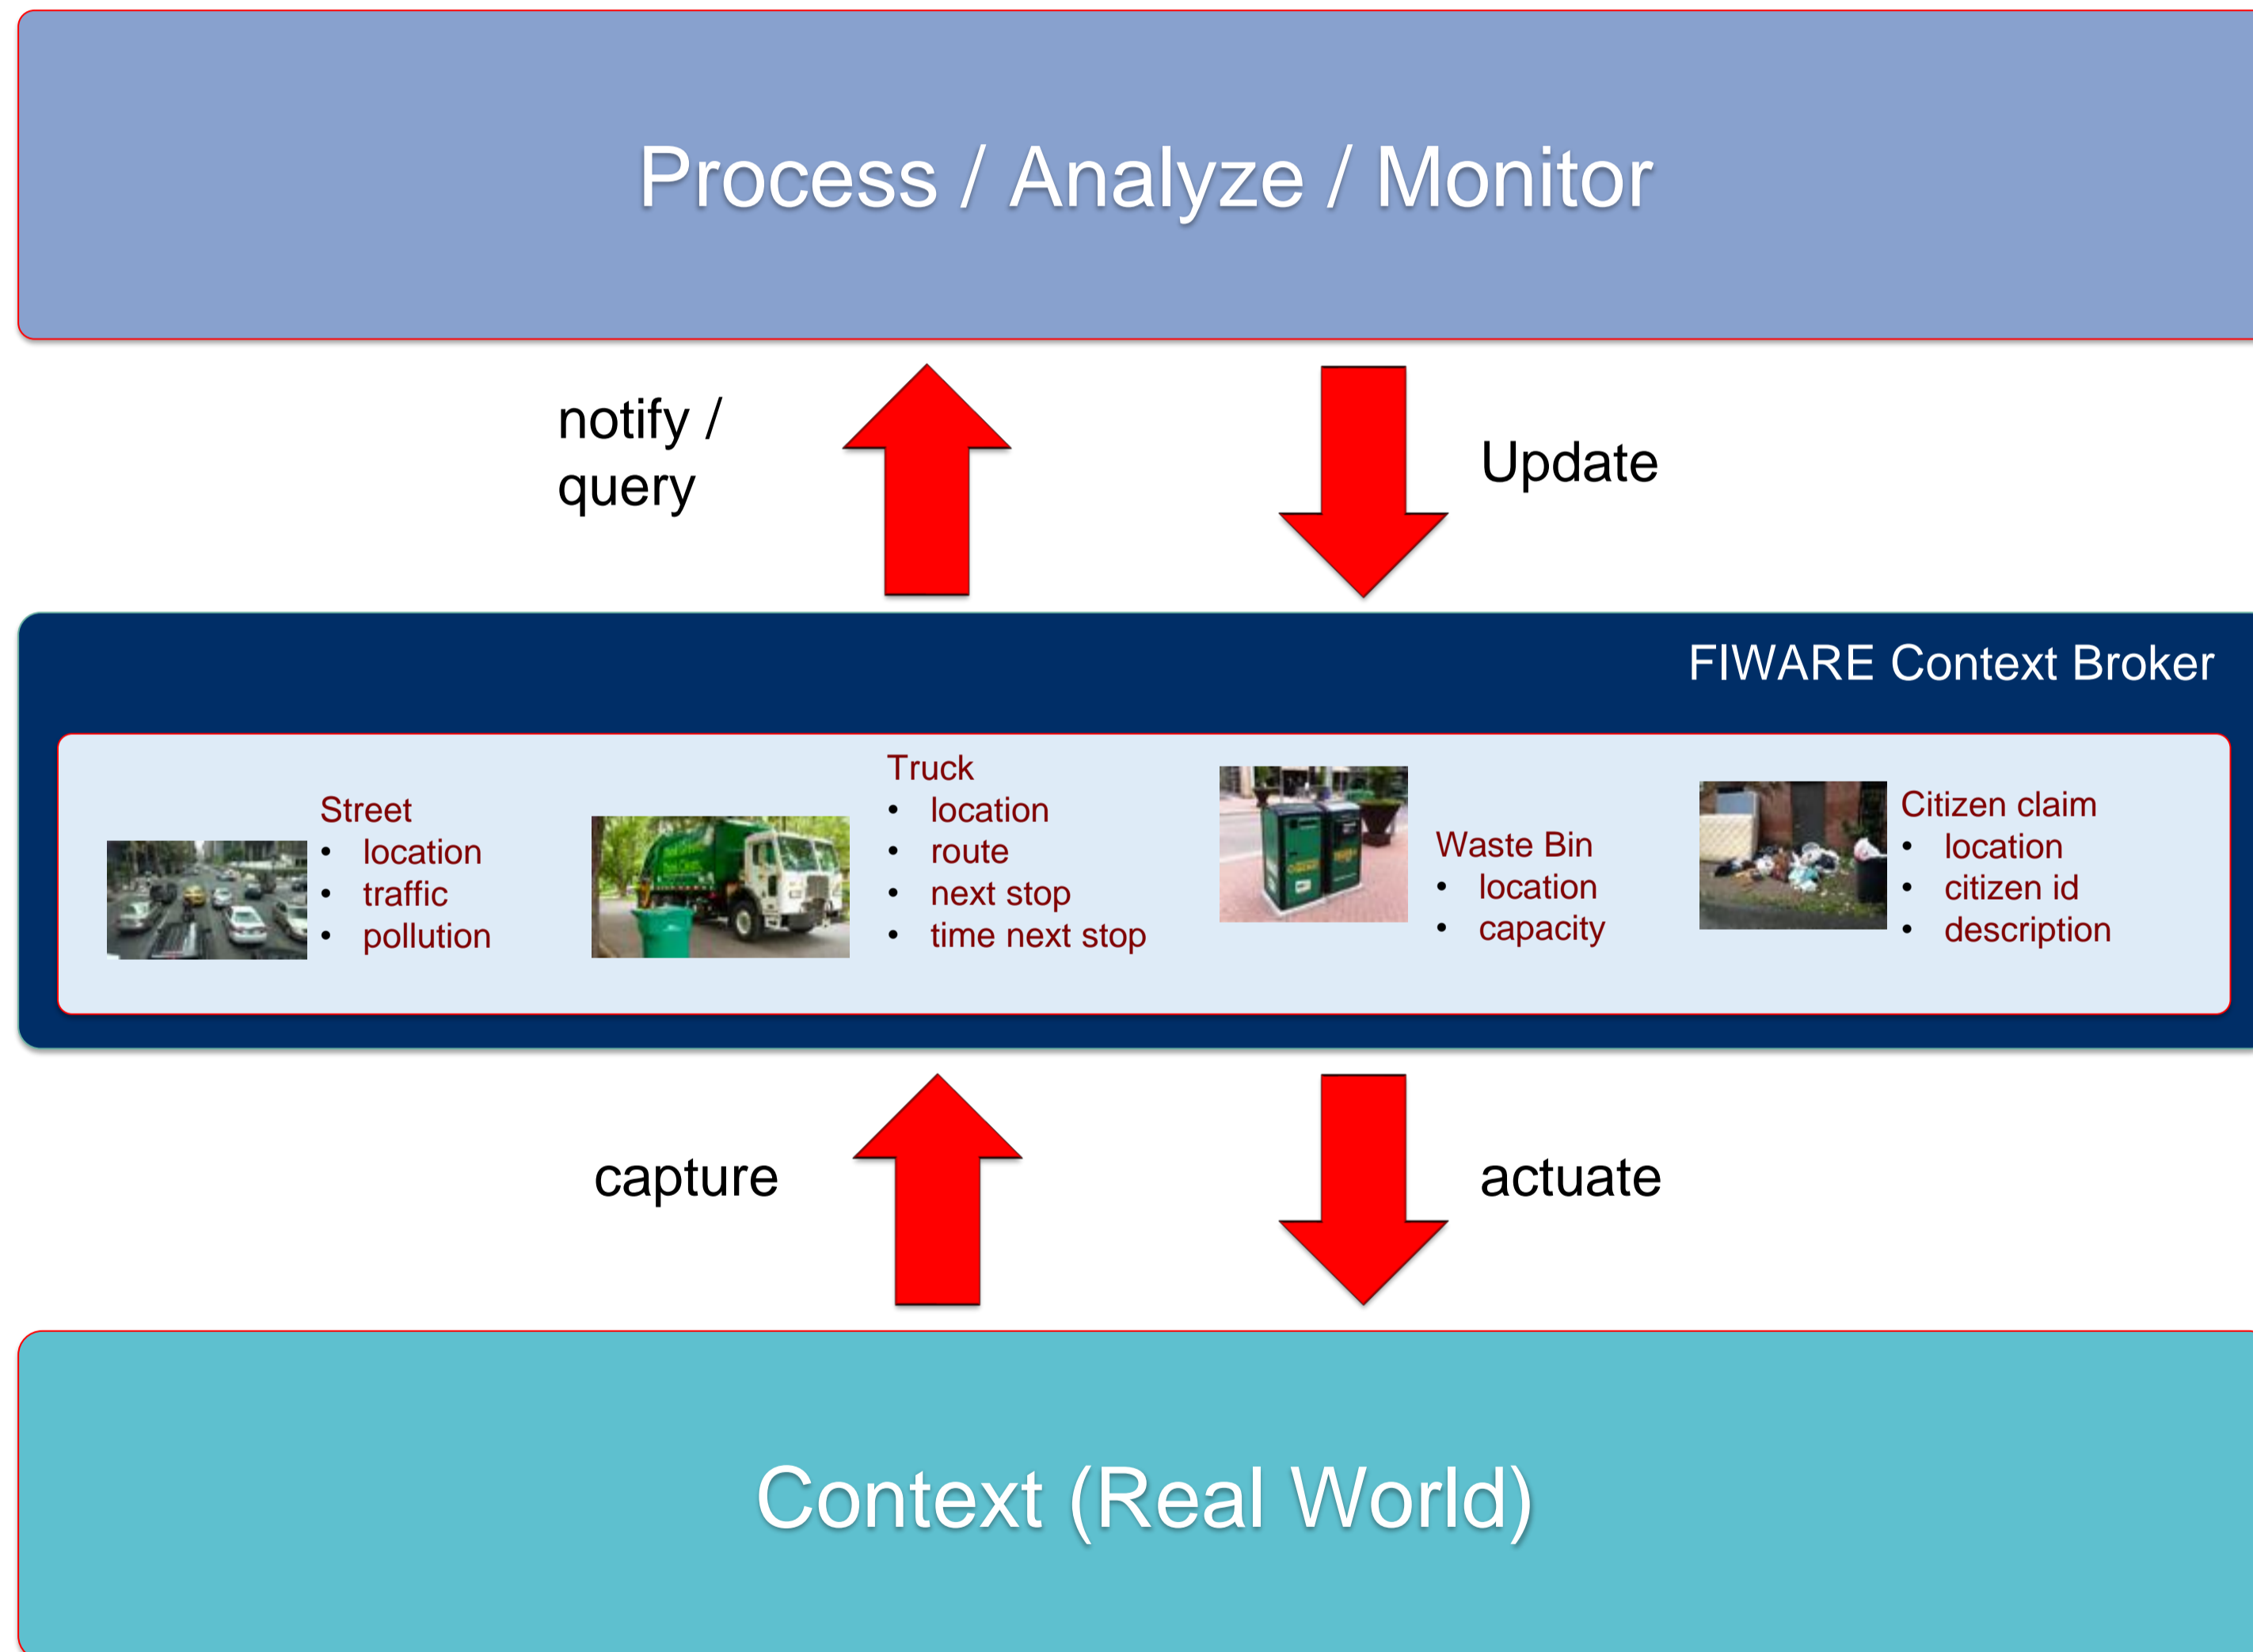 Process / Analyze / Monitor
notify /
query
Update
FIWARE Context Broker
Street
• location
• traffic
• pollution
Truck
• location
• route
• next stop
• time next stop
Waste Bin
• location
• capacity
Citizen claim
• location
• citizen id
• description
capture
actuate
Context (Real World)